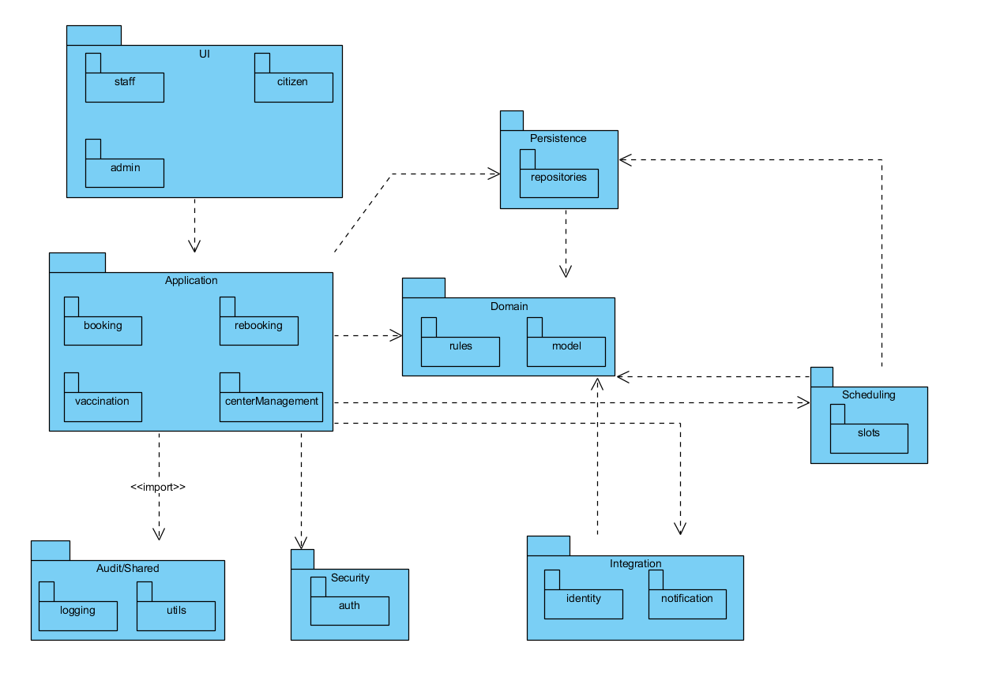 UI
staff
citizen
admin
Persistence
repositories
Application
booking
rebooking
vaccination
centerManagement
Domain
rules
model
Scheduling
slots
<<import>>
Audit/Shared
logging
utils
Security
auth
Integration
identity
notification